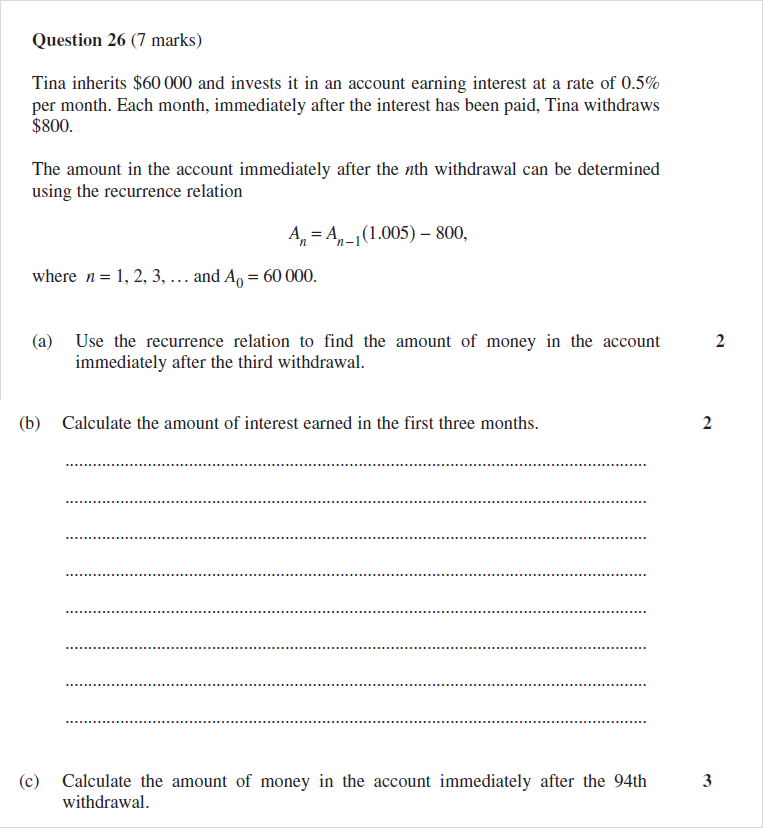 Question 26 (7 marks)
Tina inherits $60 000 and invests it in an account earning interest at a rate of 0.5%
per month. Each month, immediately after the interest has been paid, Tina withdraws
$800.
The amount in the account immediately after the nth withdrawal can be determined
using the recurrence relation
Aₙ = Aₙ₋₁(1.005) – 800,
where n = 1, 2, 3, … and A₀ = 60 000.
(a) Use the recurrence relation to find the amount of money in the account 2
immediately after the third withdrawal.
(b) Calculate the amount of interest earned in the first three months. 2
(c) Calculate the amount of money in the account immediately after the 94th 3
withdrawal.